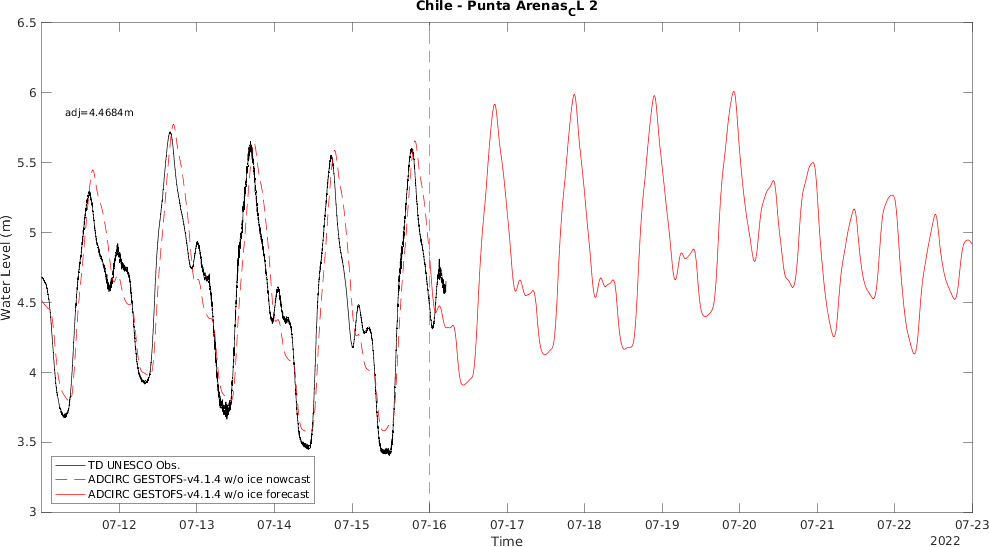 Chile - Punta Arenas_CL 2
6.5
6
5.5
5
4.5
4
3.5
3
Water Level (m)
adj=4.4684m
TD UNESCO Obs.
ADCIRC GESTOFS-v4.1.4 w/o ice nowcast
ADCIRC GESTOFS-v4.1.4 w/o ice forecast
07-12 07-13 07-14 07-15 07-16 07-17 07-18 07-19 07-20 07-21 07-22 07-23
Time
2022